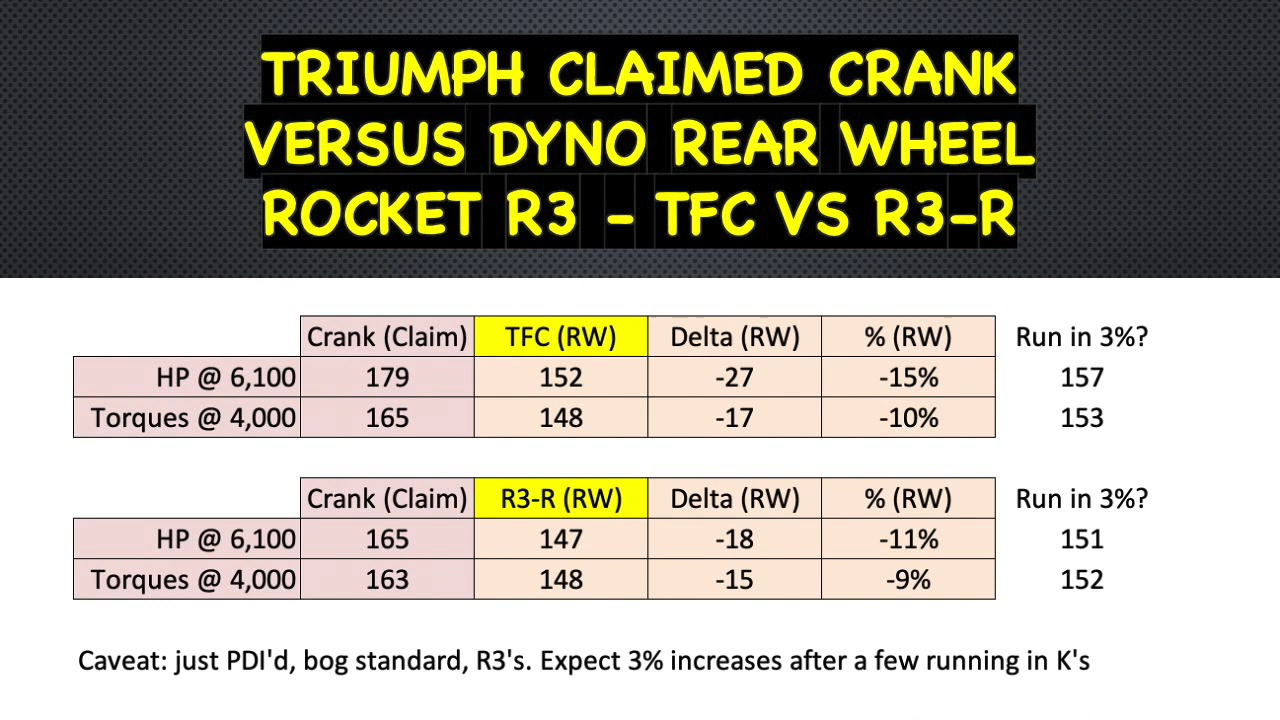 TRIUMPH CLAIMED CRANK
VERSUS DYNO REAR WHEEL
ROCKET R3 - TFC VS R3-R
Crank (Claim) TFC (RW) Delta (RW) % (RW) Run in 3%?
HP @ 6,100 179 152 -27 -15% 157
Torques @ 4,000 165 148 -17 -10% 153
Crank (Claim) R3-R (RW) Delta (RW) % (RW) Run in 3%?
HP @ 6,100 165 147 -18 -11% 151
Torques @ 4,000 163 148 -15 -9% 152
Caveat: just PDI'd, bog standard, R3's. Expect 3% increases after a few running in K's